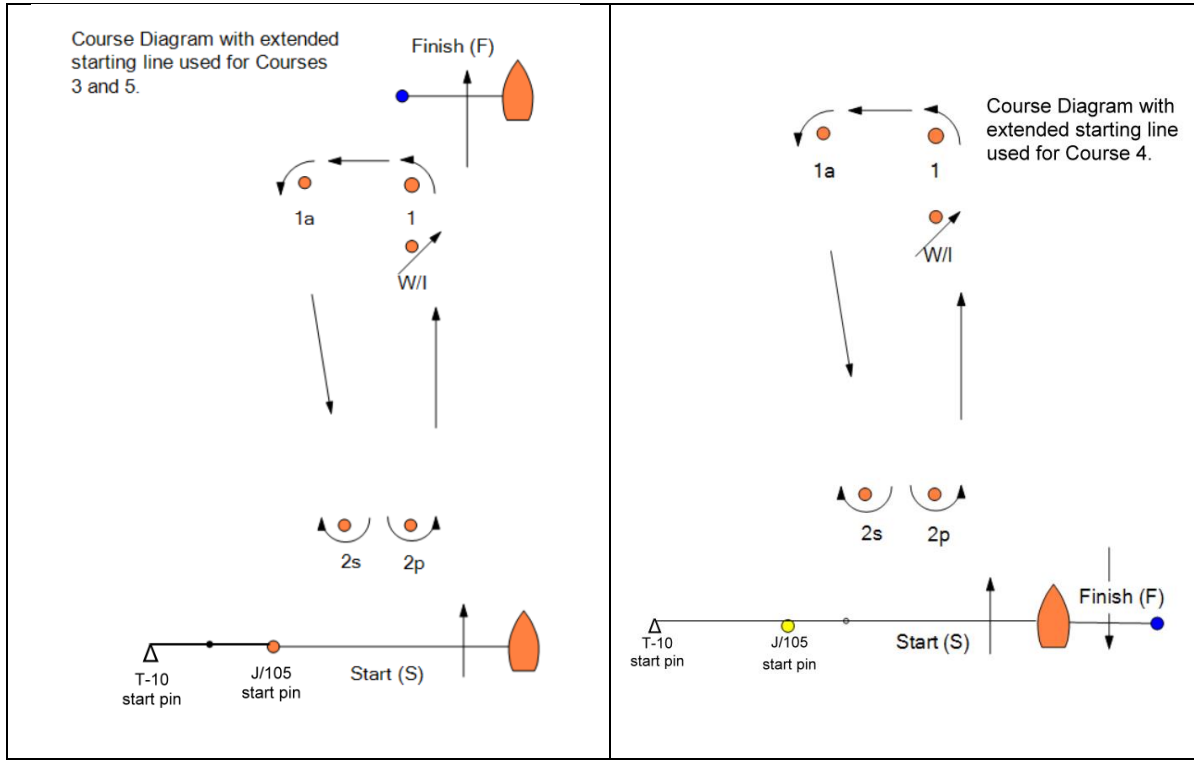 Course Diagram with extended
starting line used for Courses
3 and 5.
Finish (F)
1a
1
W/l
2s
2p
T-10
start pin
J/105
start pin
Start (S)
Course Diagram with
extended starting line
used for Course 4.
1a
1
W/l
2s
2p
Finish (F)
T-10
start pin
J/105
start pin
Start (S)